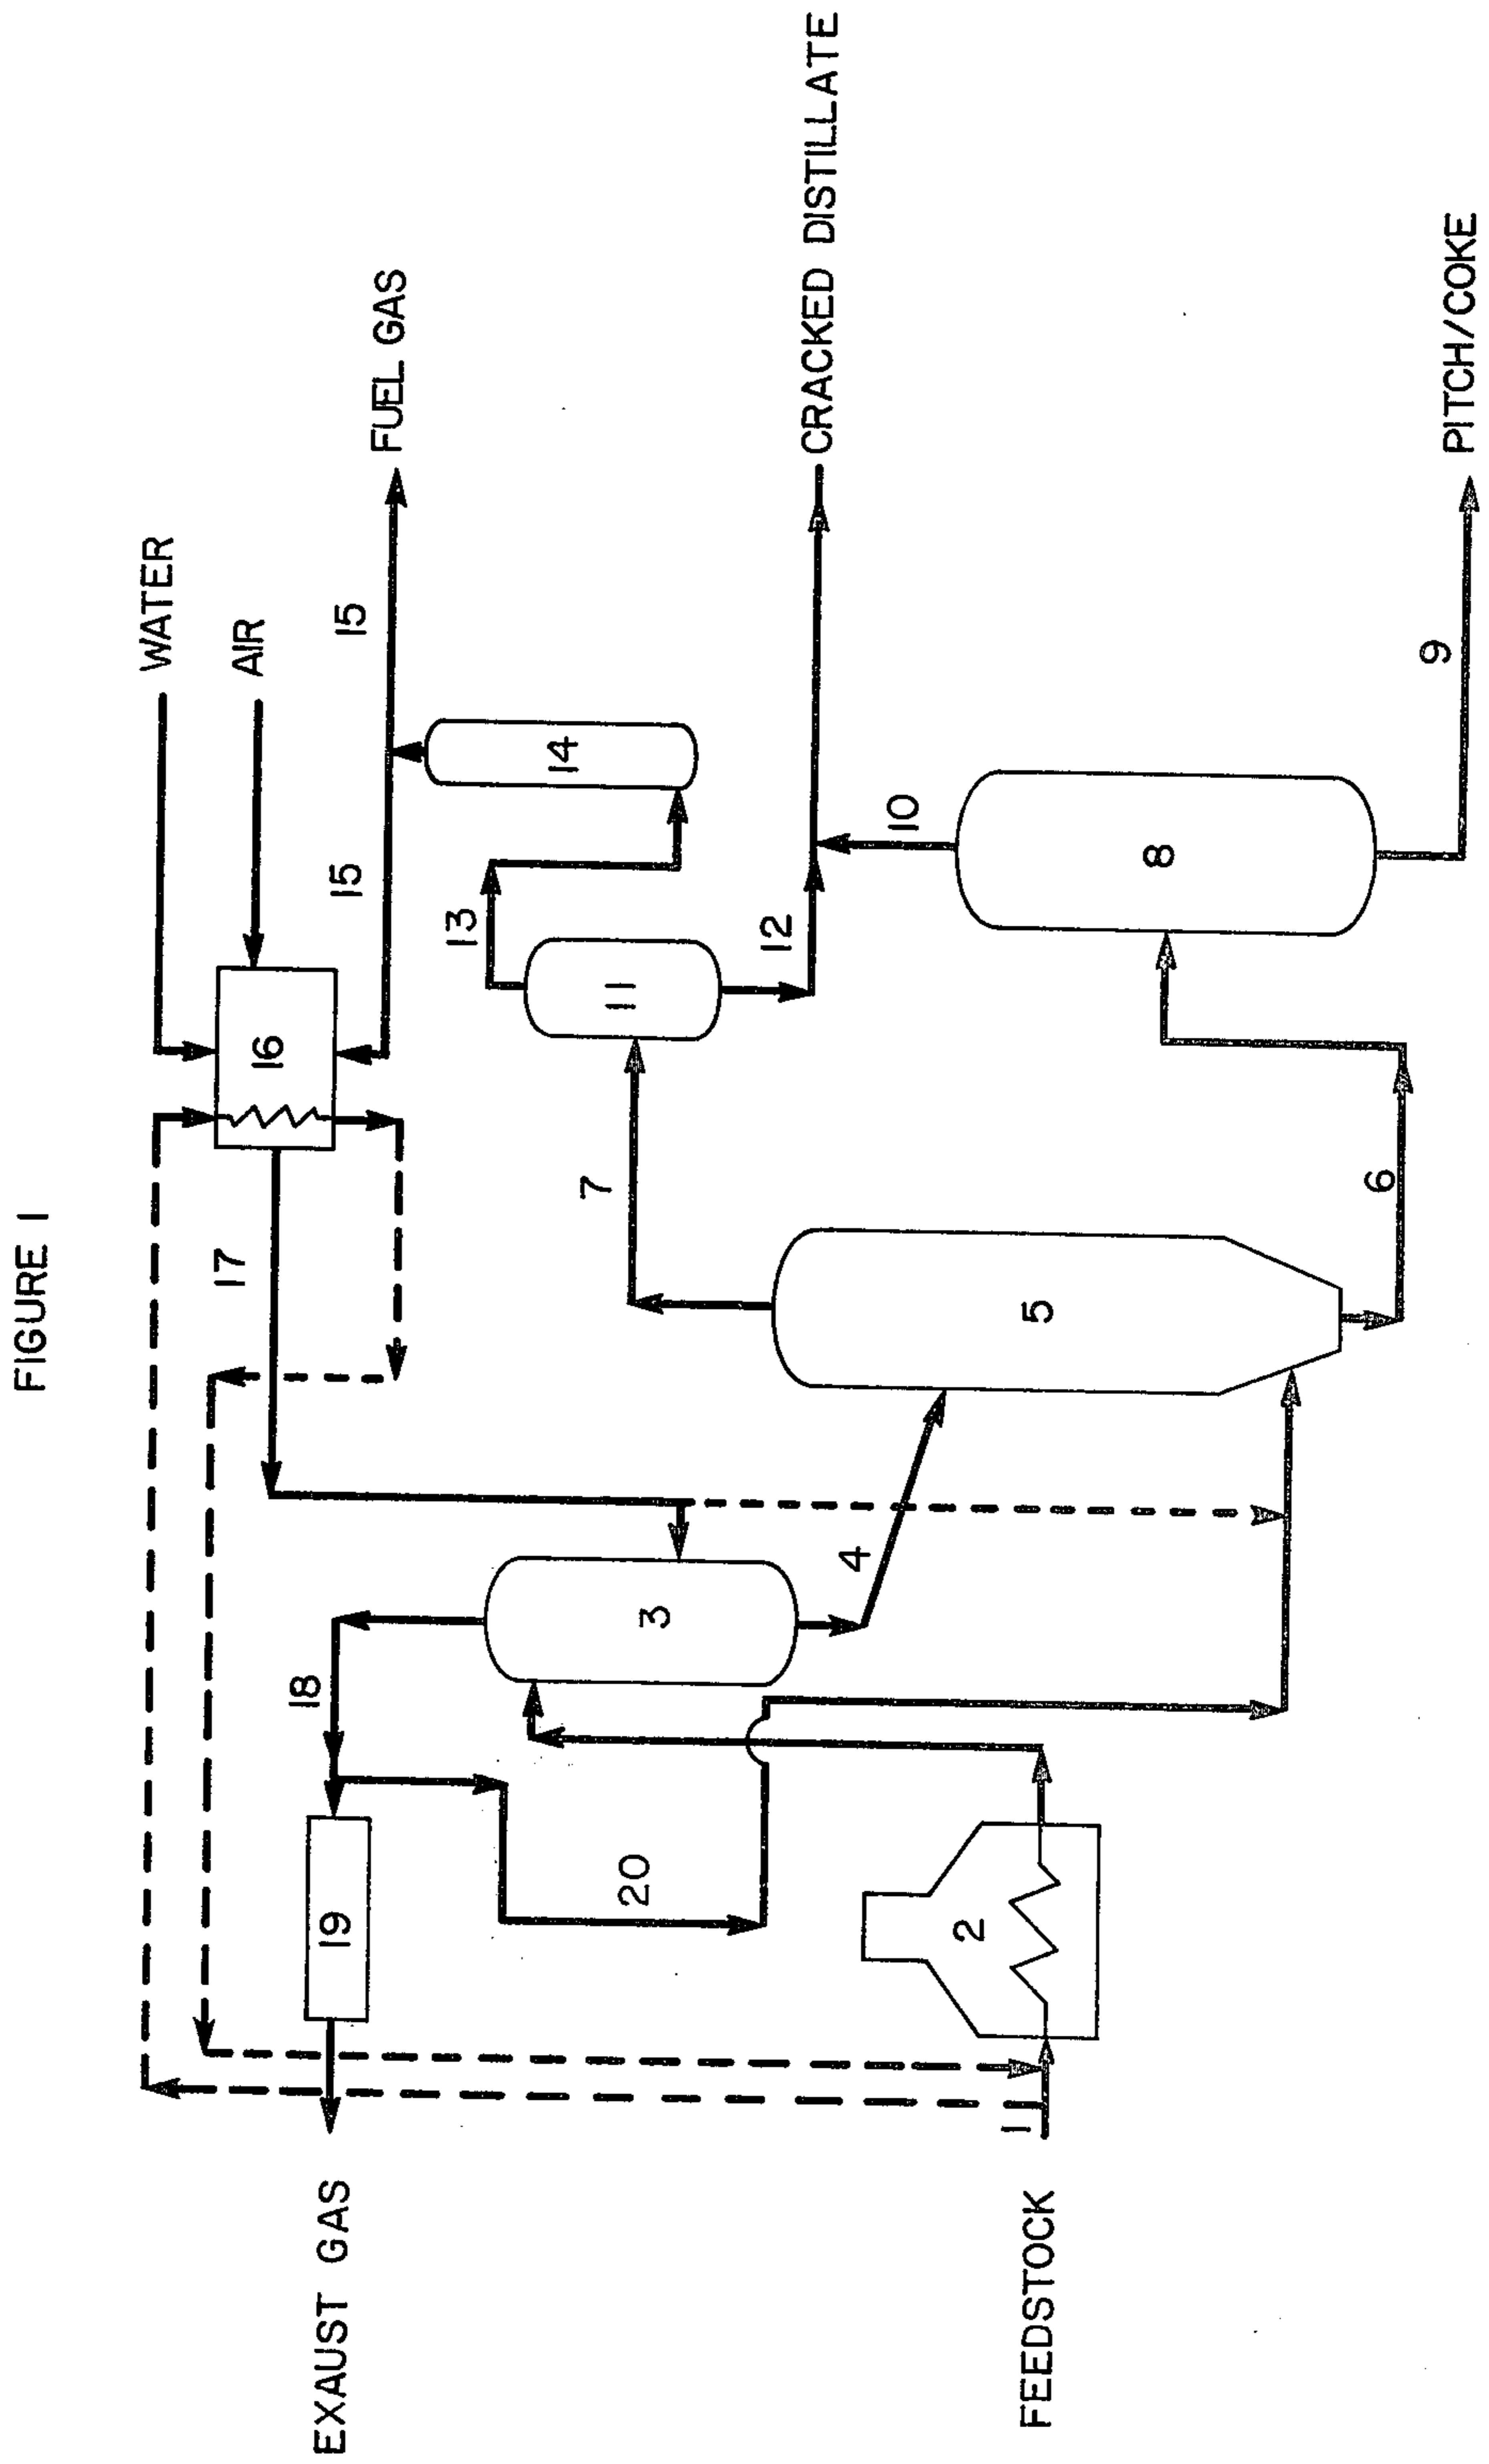 FIGURE 1
WATER
AIR
16
17
15
15
FUEL GAS
18
19
EXAUST GAS
20
3
13
14
11
7
12
CRACKED DISTILLATE
4
10
5
8
2
1
FEEDSTOCK
6
9
PITCH/COKE